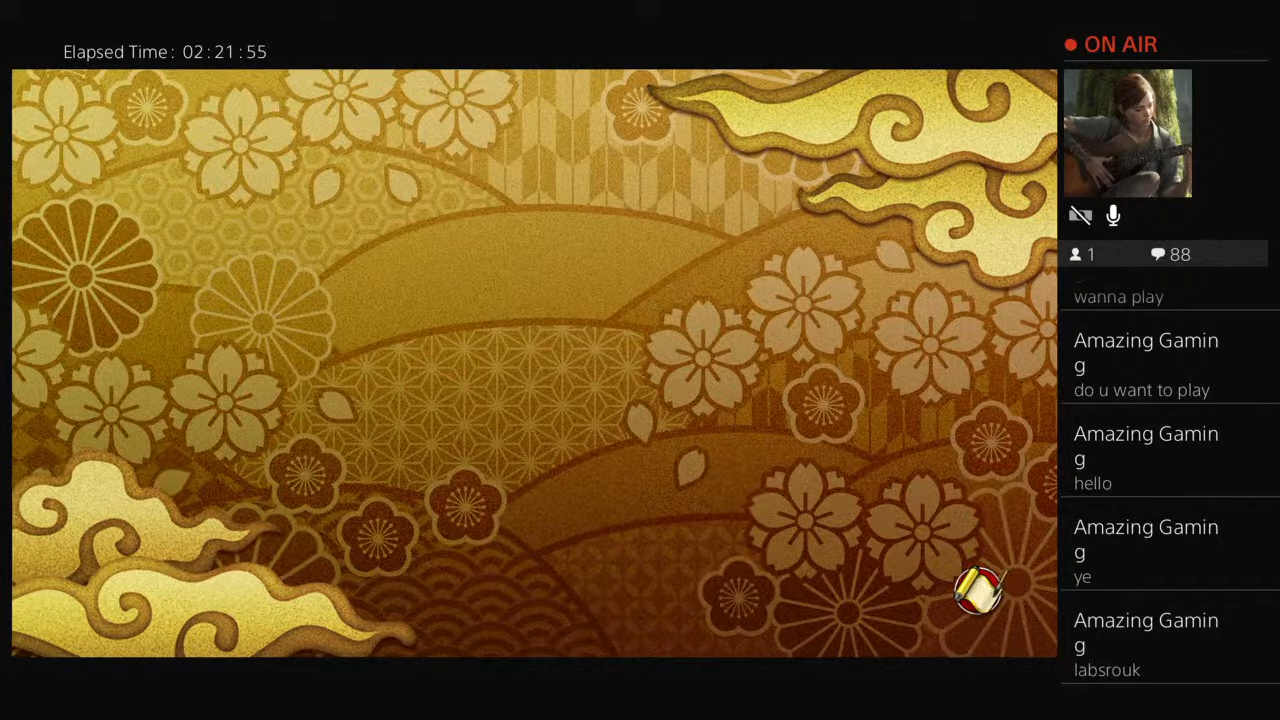 Elapsed Time: 02:21:55
ON AIR
1 88
wanna play
Amazing Gamin
g
do u want to play
Amazing Gamin
g
hello
Amazing Gamin
g
ye
Amazing Gamin
g
labsrouk